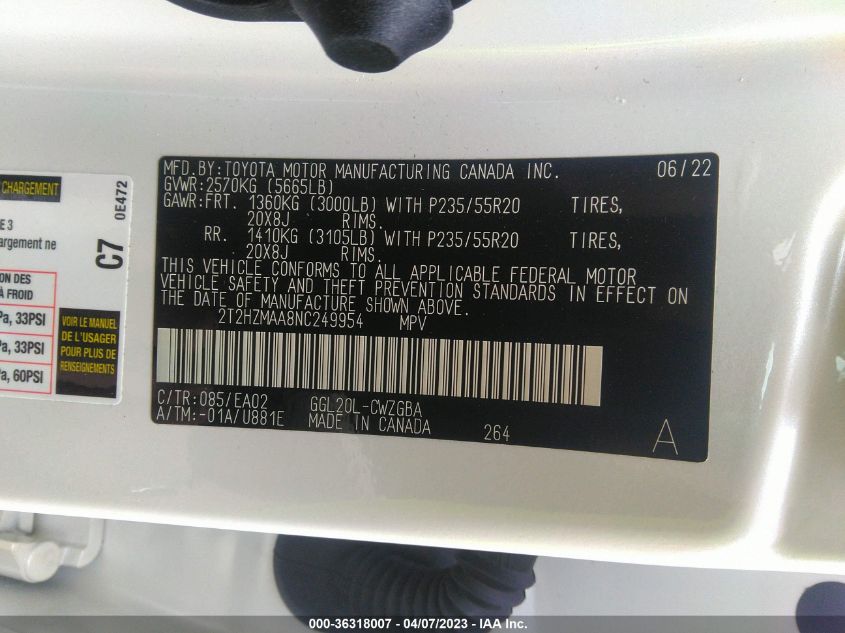 CHARGEMENT
E 3
argement ne
C7
0E472
ION DES
À FROID
Pa, 33PSI
Pa, 33PSI
Pa, 60PSI
VOIR LE MANUEL
DE L'USAGER
POUR PLUS DE
RENSEIGNEMENTS
MFD.BY:TOYOTA MOTOR MANUFACTURING CANADA INC. 06/22
GVWR:2570KG (5665LB)
GAWR:FRT. 1360KG (3000LB) WITH P235/55R20 TIRES,
20X8J RIMS.
RR. 1410KG (3105LB) WITH P235/55R20 TIRES,
20X8J RIMS.
THIS VEHICLE CONFORMS TO ALL APPLICABLE FEDERAL MOTOR
VEHICLE SAFETY AND THEFT PREVENTION STANDARDS IN EFFECT ON
THE DATE OF MANUFACTURE SHOWN ABOVE.
2T2HZMAA8NC249954 MPV
C/TR:085/EA02 GGL20L-CWZGBA
A/TM:-01A/U881E MADE IN CANADA 264 A
000-36318007 - 04/07/2023 - IAA Inc.